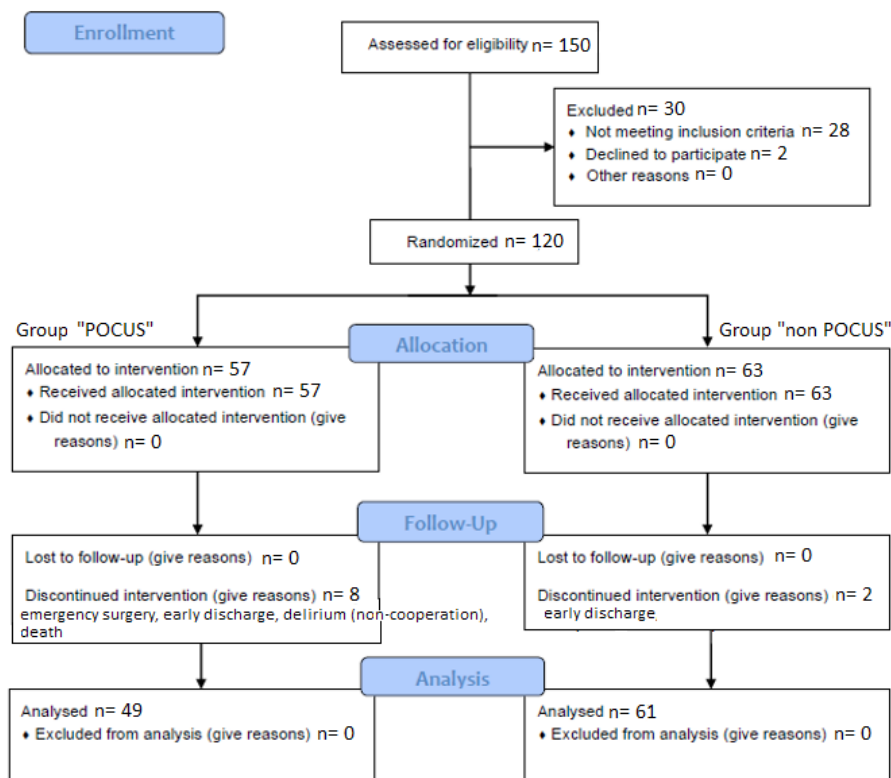 Enrollment
Assessed for eligibility n= 150
Excluded n= 30
♦ Not meeting inclusion criteria n= 28
♦ Declined to participate n= 2
♦ Other reasons n= 0
Randomized n= 120
Group "POCUS"
Group "non POCUS"
Allocation
Allocated to intervention n= 57
♦ Received allocated intervention n= 57
♦ Did not receive allocated intervention (give
reasons) n= 0
Allocated to intervention n= 63
♦ Received allocated intervention n= 63
♦ Did not receive allocated intervention (give
reasons) n= 0
Follow-Up
Lost to follow-up (give reasons) n= 0
Discontinued intervention (give reasons) n= 8
emergency surgery, early discharge, delirium (non-cooperation),
death
Lost to follow-up (give reasons) n= 0
Discontinued intervention (give reasons) n= 2
early discharge
Analysis
Analysed n= 49
♦ Excluded from analysis (give reasons) n= 0
Analysed n= 61
♦ Excluded from analysis (give reasons) n= 0